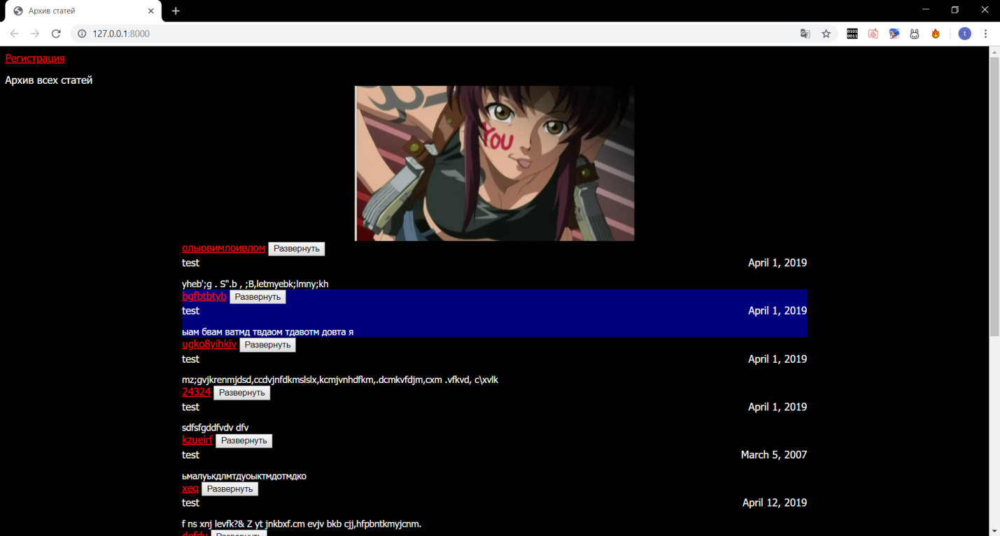 Архив статей
127.0.0.1:8000
0101
0011
t
Регистрация
Архив всех статей
YOU
олыовимлоивлом Развернуть
test April 1, 2019
yheb';g . S".b , ;B,letmyebk;lmny;kh
bgfbtbtyb Развернуть
test April 1, 2019
ыам бвам ватмд твдаом тдавотм довта я
ugko8yihkiv Развернуть
test April 1, 2019
mz;gvjkrenmjdsd,ccdvjnfdkmslslx,kcmjvnhdfkm,.dcmkvfdjm,cxm .vfkvd, c\xvlk
24324 Развернуть
test April 1, 2019
sdfsfgddfvdv dfv
kzueirf Развернуть
test March 5, 2007
ьмалуькдлмтдуоыктмдотмдко
xeq Развернуть
test April 12, 2019
f ns xnj levfk?& Z yt jnkbxf.cm evjv bkb cjj,hfpbntkmyjcnm.
Развернуть